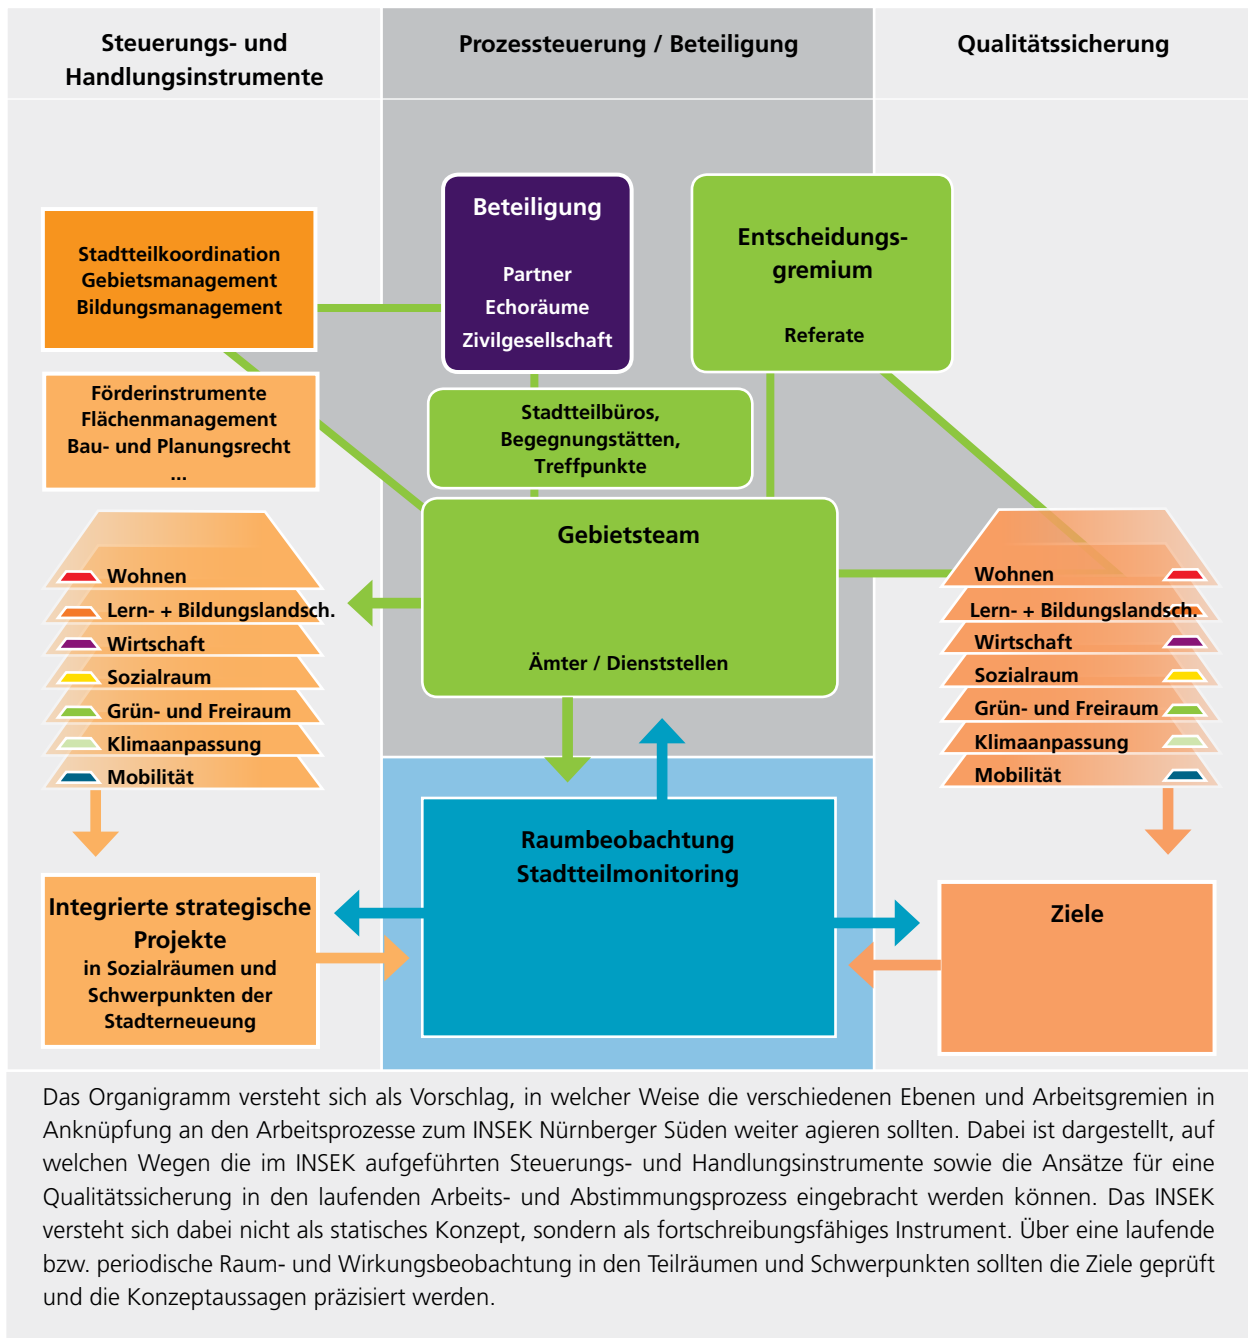 Steuerungs- und
Handlungsinstrumente
Prozessteuerung / Beteiligung
Qualitätssicherung
Stadtteilkoordination
Gebietsmanagement
Bildungsmanagement
Beteiligung
Partner
Echoräume
Zivilgesellschaft
Entscheidungs-
gremium
Referate
Förderinstrumente
Flächenmanagement
Bau- und Planungsrecht
...
Stadtteilbüros,
Begegnungstätten,
Treffpunkte
Gebietsteam
Ämter / Dienststellen
Wohnen
Lern- + Bildungslandsch.
Wirtschaft
Sozialraum
Grün- und Freiraum
Klimaanpassung
Mobilität
Wohnen
Lern- + Bildungslandsch.
Wirtschaft
Sozialraum
Grün- und Freiraum
Klimaanpassung
Mobilität
Raumbeobachtung
Stadtteilmonitoring
Integrierte strategische
Projekte
in Sozialräumen und
Schwerpunkten der
Stadterneueung
Ziele
Das Organigramm versteht sich als Vorschlag, in welcher Weise die verschiedenen Ebenen und Arbeitsgremien in
Anknüpfung an den Arbeitsprozesse zum INSEK Nürnberger Süden weiter agieren sollten. Dabei ist dargestellt, auf
welchen Wegen die im INSEK aufgeführten Steuerungs- und Handlungsinstrumente sowie die Ansätze für eine
Qualitätssicherung in den laufenden Arbeits- und Abstimmungsprozess eingebracht werden können. Das INSEK
versteht sich dabei nicht als statisches Konzept, sondern als fortschreibungsfähiges Instrument. Über eine laufende
bzw. periodische Raum- und Wirkungsbeobachtung in den Teilräumen und Schwerpunkten sollten die Ziele geprüft
und die Konzeptaussagen präzisiert werden.